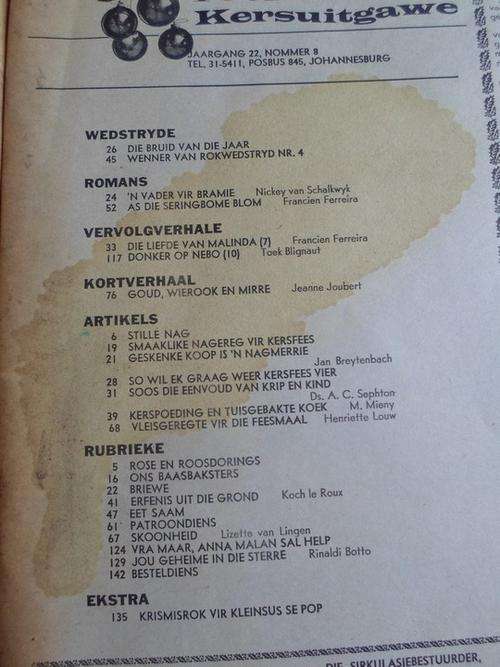 Kersuitgawe
JAARGANG 22, NOMMER 8
TEL. 31-5411, POSBUS 845, JOHANNESBURG
WEDSTRYDE
26 DIE BRUID VAN DIE JAAR
45 WENNER VAN ROKWEDSTRYD NR. 4
ROMANS
24 'N VADER VIR BRAMIE Nickey van Schalkwyk
52 AS DIE SERINGBOME BLOM Francien Ferreira
VERVOLGVERHALE
33 DIE LIEFDE VAN MALINDA (7) Francien Ferreira
117 DONKER OP NEBO (10) Toek Blignaut
KORTVERHAAL
76 GOUD, WIEROOK EN MIRRE Jeanne Joubert
ARTIKELS
6 STILLE NAG
19 SMAAKLIKE NAGEREG VIR KERSFEES
21 GESKENKE KOOP IS 'N NAGMERRIE
Jan Breytenbach
28 SO WIL EK GRAAG WEER KERSFEES VIER
31 SOOS DIE EENVOUD VAN KRIP EN KIND
Ds. A. C. Sephton
39 KERSPOEDING EN TUISGEBAKTE KOEK M. Mieny
68 VLEISGEREGTE VIR DIE FEESMAAL Henriette Louw
RUBRIEKE
5 ROSE EN ROOSDORINGS
16 ONS BAASBAKSTERS
22 BRIEWE
41 ERFENIS UIT DIE GROND Koch le Roux
47 EET SAAM
61 PATROONDIENS
67 SKOONHEID Lizette van Lingen
124 VRA MAAR, ANNA MALAN SAL HELP
129 JOU GEHEIME IN DIE STERRE Rinaldi Botto
142 BESTELDIENS
EKSTRA
135 KRISMISROK VIR KLEINSUS SE POP
DIE SIRKULASIEBESTUURDER,